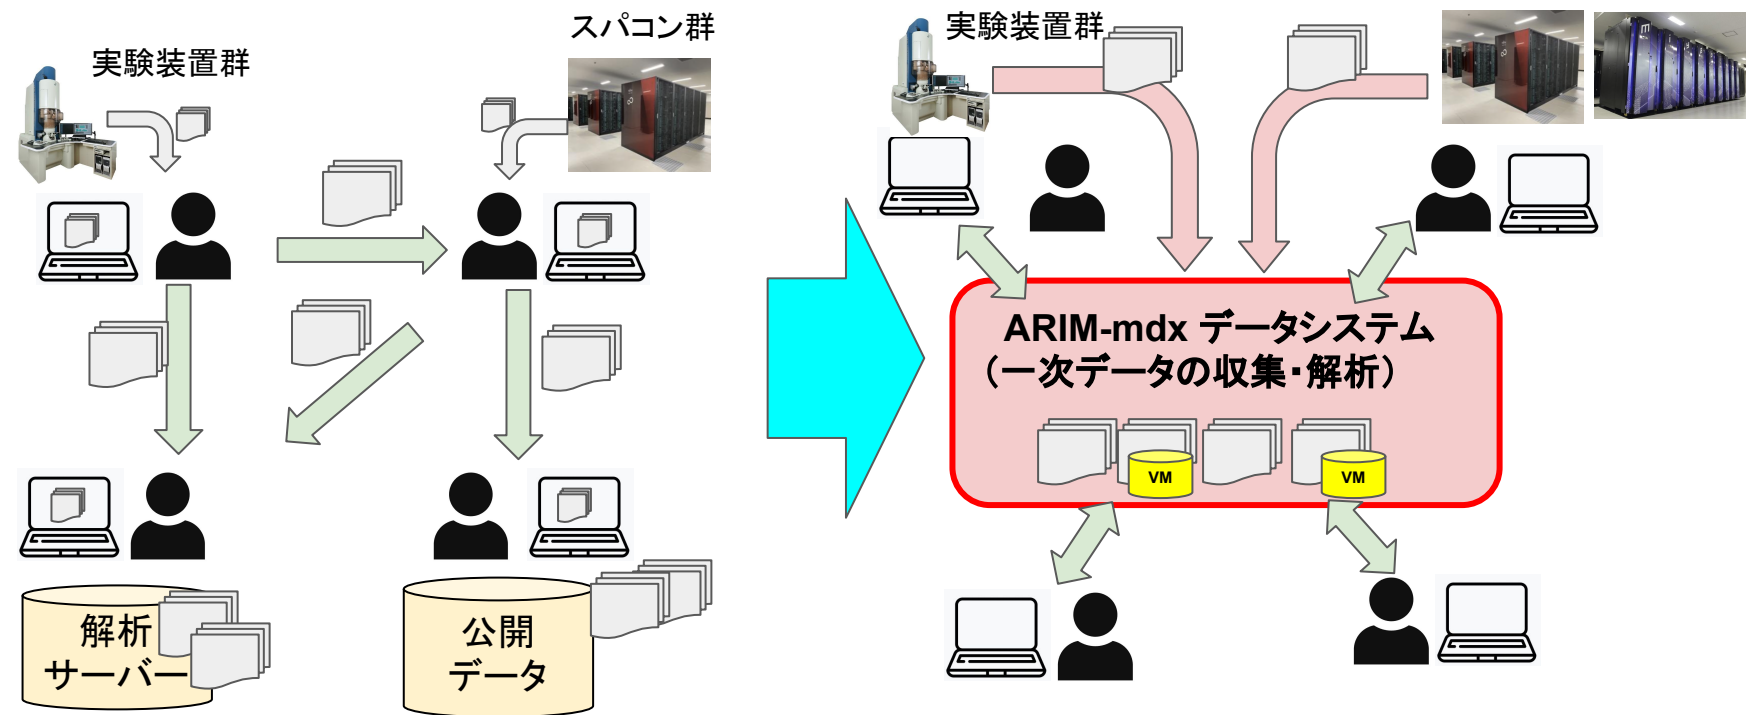 スパコン群
実験装置群
解析
サーバー
公開
データ
実験装置群
ARIM-mdx データシステム
（一次データの収集・解析）
VM
VM